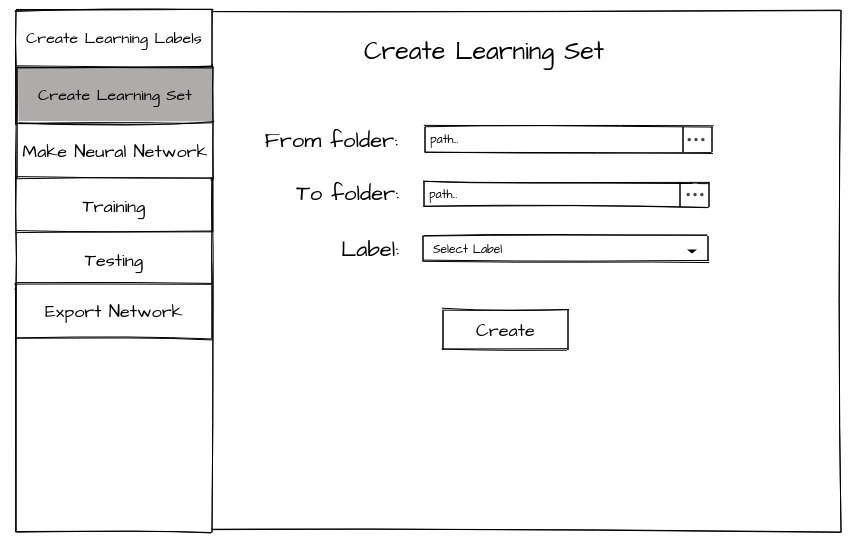 Create Learning Labels
Create Learning Set
Make Neural Network
Training
Testing
Export Network
Create Learning Set
From folder:
path...
To folder:
path...
Label:
Select Label
Create